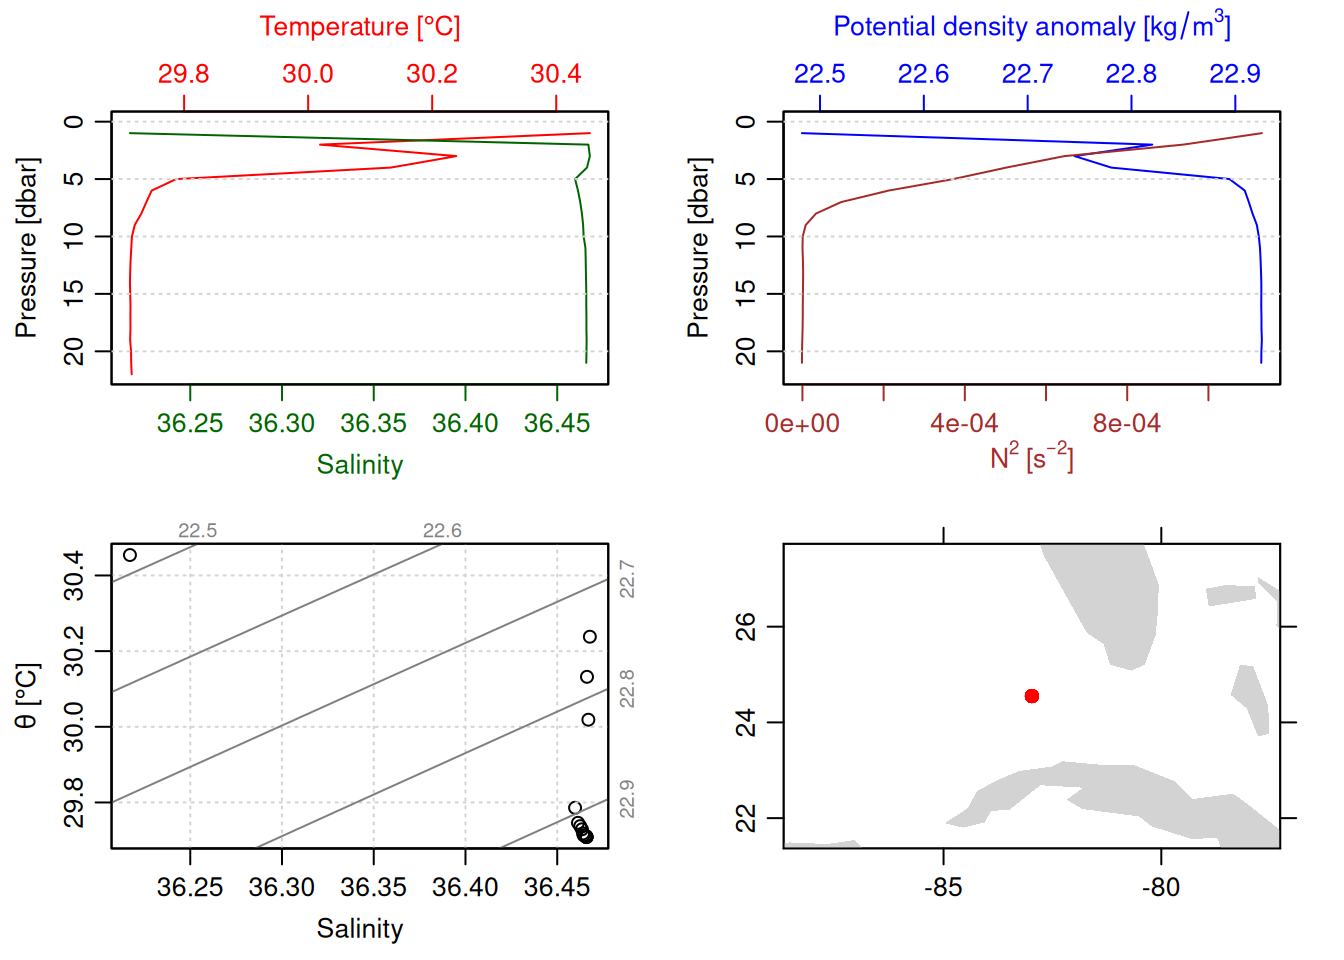 Temperature [°C]
29.8 30.0 30.2 30.4
Pressure [dbar]
0 5 10 15 20
36.25 36.30 36.35 36.40 36.45
Salinity
Potential density anomaly [kg/m³]
22.5 22.6 22.7 22.8 22.9
Pressure [dbar]
0 5 10 15 20
0e+00 4e-04 8e-04
N² [s⁻²]
22.5 22.6
22.7
22.8
22.9
θ [°C]
30.4 30.2 30.0 29.8
36.25 36.30 36.35 36.40 36.45
Salinity
26
24
22
-85 -80